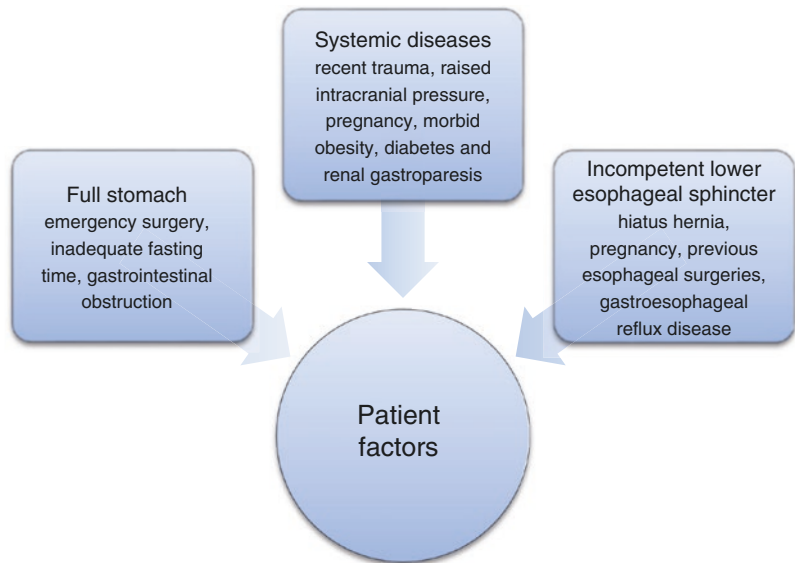 Systemic diseases
recent trauma, raised
intracranial pressure,
pregnancy, morbid
obesity, diabetes and
renal gastroparesis
Full stomach
emergency surgery,
inadequate fasting
time, gastrointestinal
obstruction
Incompetent lower
esophageal sphincter
hiatus hernia,
pregnancy, previous
esophageal surgeries,
gastroesophageal
reflux disease
Patient
factors